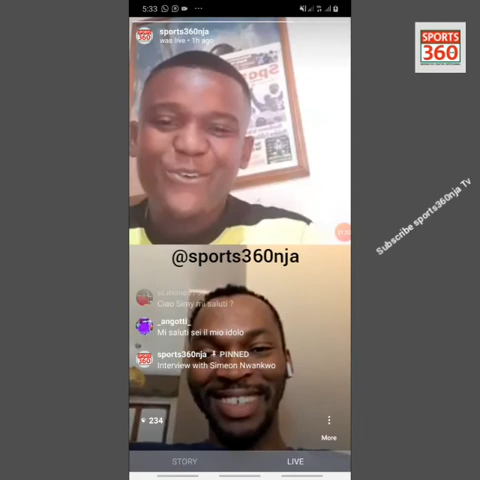 5:33
sports360nja
was live • 1h ago
SPORTS
360
Subscribe sports360nja Tv
@sports360nja
Ciao Simy mi saluti ?
_angotti_
Mi saluti sei il mio idolo
sports360nja PINNED
Interview with Simeon Nwankwo
234
More
STORY
LIVE